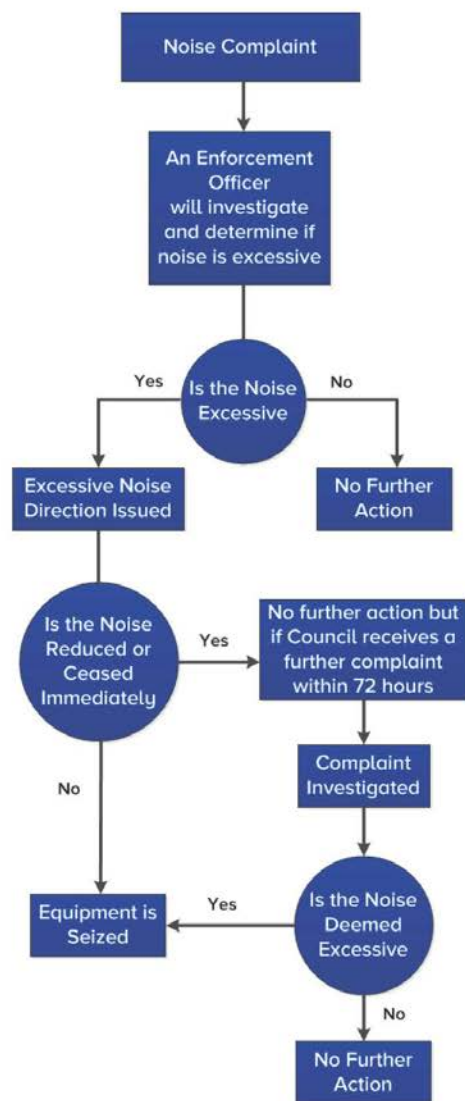 Noise Complaint
An Enforcement
Officer
will investigate
and determine if
noise is excessive
Yes
Is the Noise
Excessive
No
Excessive Noise
Direction Issued
No Further
Action
Is the Noise
Reduced or
Ceased
Immediately
Yes
No further action but
if Council receives a
further complaint
within 72 hours
No
Complaint
Investigated
Equipment is
Seized
Yes
Is the Noise
Deemed
Excessive
No
No Further
Action